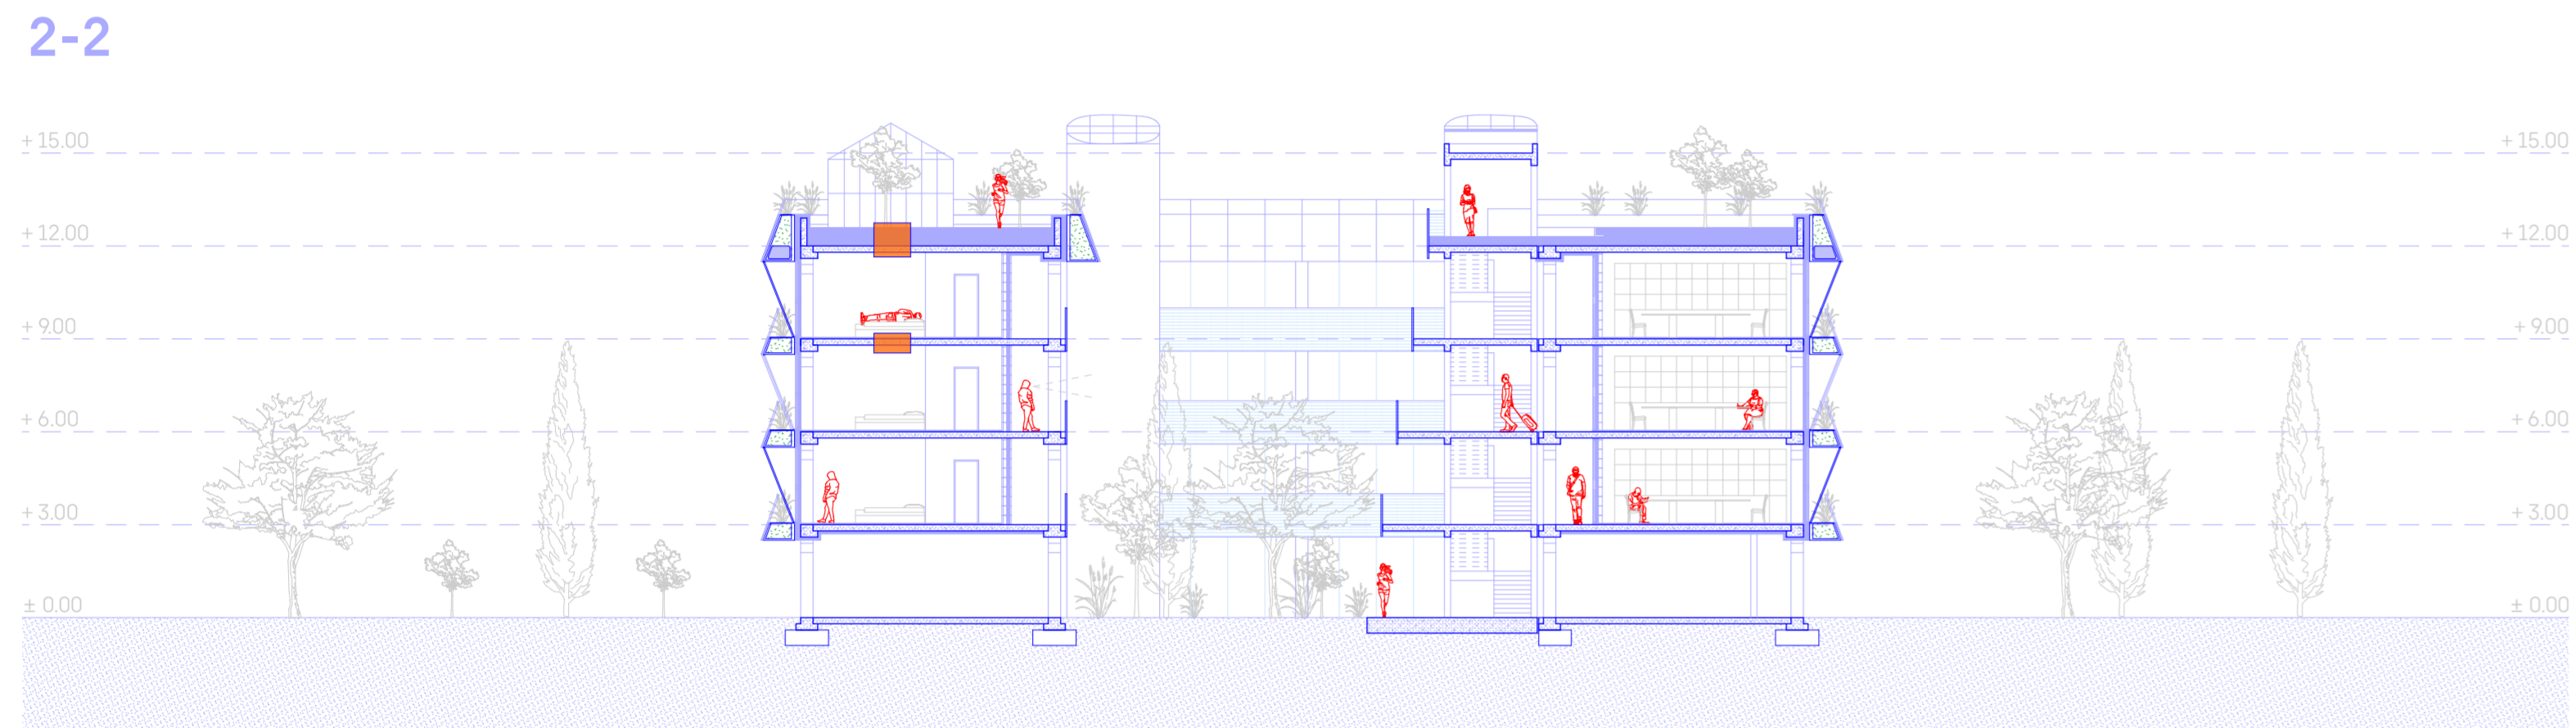 2-2
+ 15.00 + 15.00
+ 12.00 + 12.00
+ 9.00 + 9.00
+ 6.00 + 6.00
+ 3.00 + 3.00
± 0.00 ± 0.00